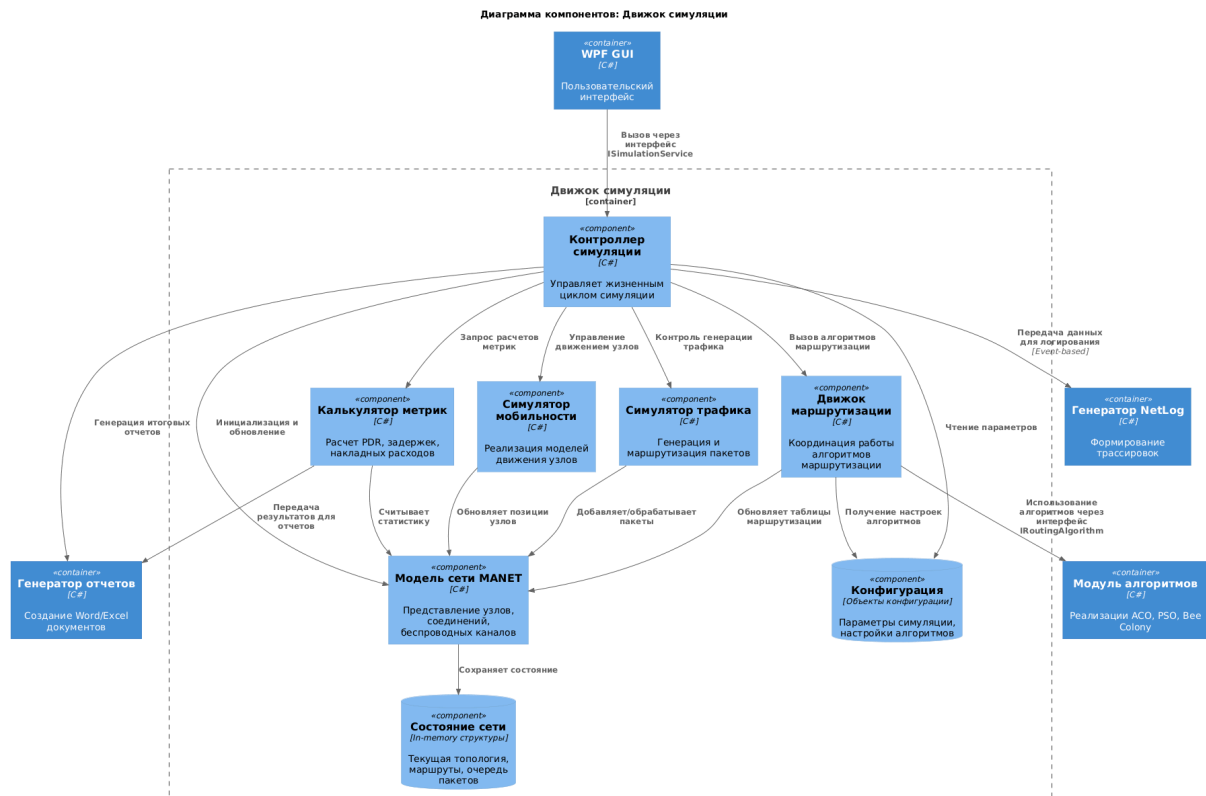 Диаграмма компонентов: Движок симуляции
«container»
WPF GUI
[C#]
Пользовательский
интерфейс
Вызов через
интерфейс
ISimulationService
Движок симуляции
[container]
«component»
Контроллер
симуляции
[C#]
Управляет жизненным
циклом симуляции
Запрос расчетов
метрик
Управление
движением узлов
Контроль генерации
трафика
Вызов алгоритмов
маршрутизации
Передача данных
для логирования
[Event-based]
«component»
Калькулятор метрик
[C#]
Расчет PDR, задержек,
накладных расходов
«component»
Симулятор
мобильности
[C#]
Реализация моделей
движения узлов
«component»
Симулятор трафика
[C#]
Генерация и
маршрутизация пакетов
«component»
Движок
маршрутизации
[C#]
Координация работы
алгоритмов
маршрутизации
«container»
Генератор NetLog
[C#]
Формирование
трассировок
Генерация итоговых
отчетов
Инициализация и
обновление
Чтение параметров
Передача
результатов для
отчетов
Считывает
статистику
Обновляет позиции
узлов
Добавляет/обрабатывает
пакеты
Обновляет таблицы
маршрутизации
Получение настроек
алгоритмов
Использование
алгоритмов через
интерфейс
IRoutingAlgorithm
«container»
Генератор отчетов
[C#]
Создание Word/Excel
документов
«component»
Модель сети MANET
[C#]
Представление узлов,
соединений,
беспроводных каналов
«component»
Конфигурация
[Объекты конфигурации]
Параметры симуляции,
настройки алгоритмов
«container»
Модуль алгоритмов
[C#]
Реализации ACO, PSO, Bee
Colony
Сохраняет состояние
«component»
Состояние сети
[In-memory структуры]
Текущая топология,
маршруты, очередь
пакетов